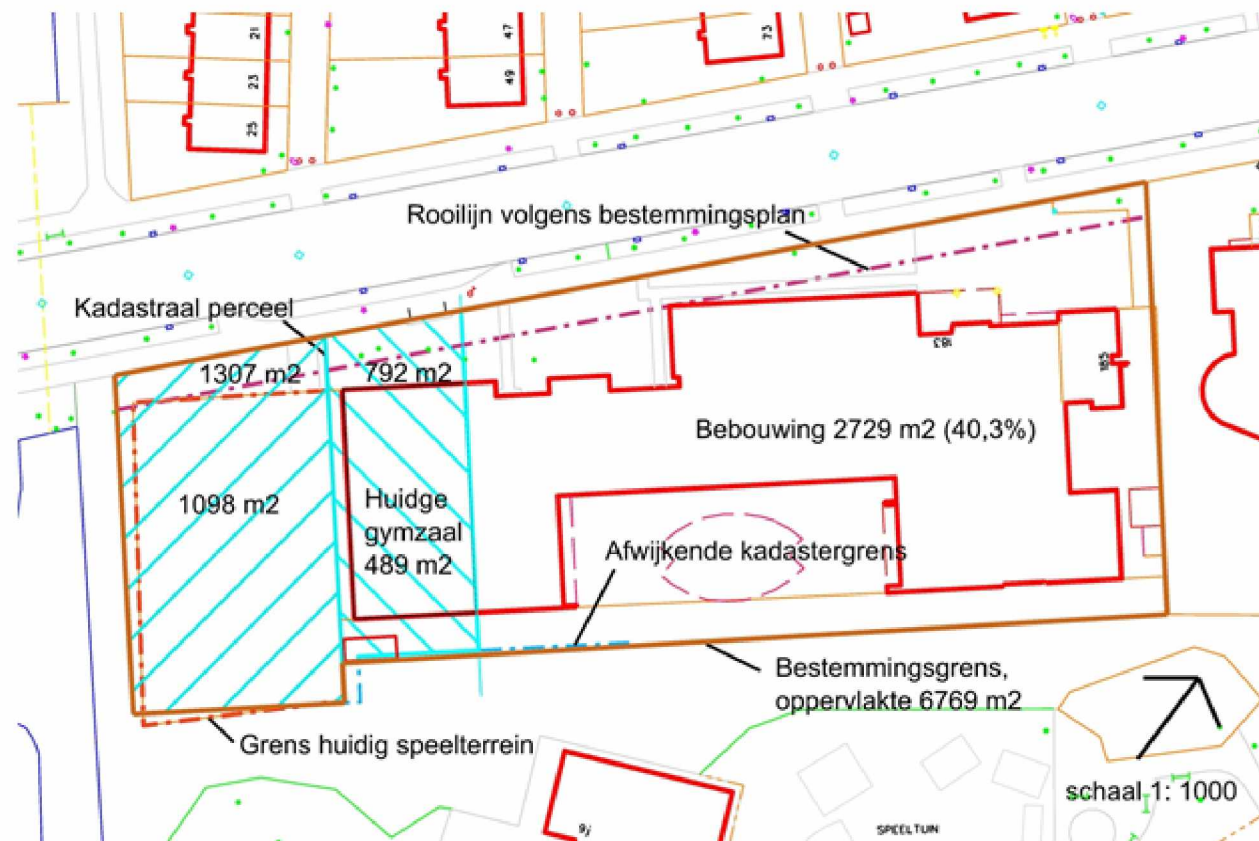 21
23
25
47
49
73
Rooilijn volgens bestemmingsplan
Kadastraal perceel
1307 m2
792 m2
183
185
Bebouwing 2729 m2 (40,3%)
1098 m2
Huidge
gymzaal
489 m2
Afwijkende kadastergrens
Bestemmingsgrens,
oppervlakte 6769 m2
Grens huidig speelterrein
schaal 1: 1000
SPEELTUIN